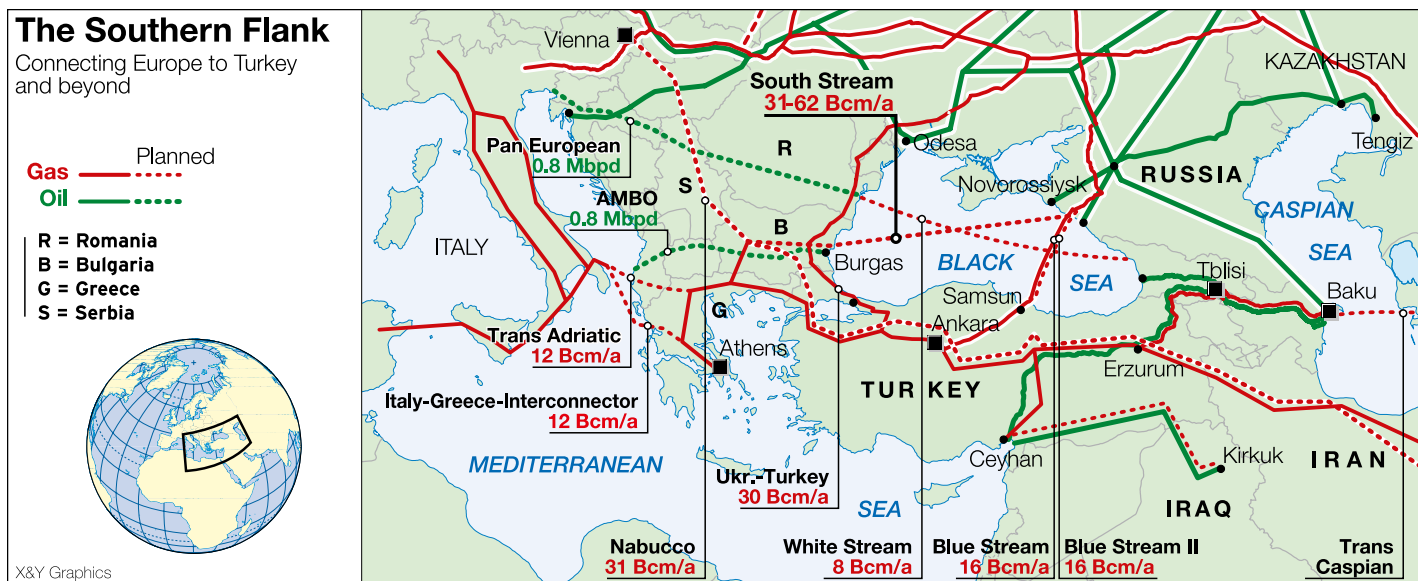 The Southern Flank
Connecting Europe to Turkey
and beyond
Planned
Gas
Oil
R = Romania
B = Bulgaria
G = Greece
S = Serbia
X&Y Graphics
Vienna
South Stream
31-62 Bcm/a
KAZAKHSTAN
Pan European
0.8 Mbpd
R
Odesa
Tengiz
AMBO
0.8 Mbpd
S
Novorossiysk
RUSSIA
ITALY
B
Burgas
BLACK
SEA
CASPIAN
SEA
Tblisi
Baku
Samsun
Ankara
G
Trans Adriatic
12 Bcm/a
Athens
Erzurum
TURKEY
Italy-Greece-Interconnector
12 Bcm/a
Ceyhan
Kirkuk
IRAN
MEDITERRANEAN
SEA
Ukr.-Turkey
30 Bcm/a
IRAQ
Nabucco
31 Bcm/a
White Stream
8 Bcm/a
Blue Stream
16 Bcm/a
Blue Stream II
16 Bcm/a
Trans
Caspian